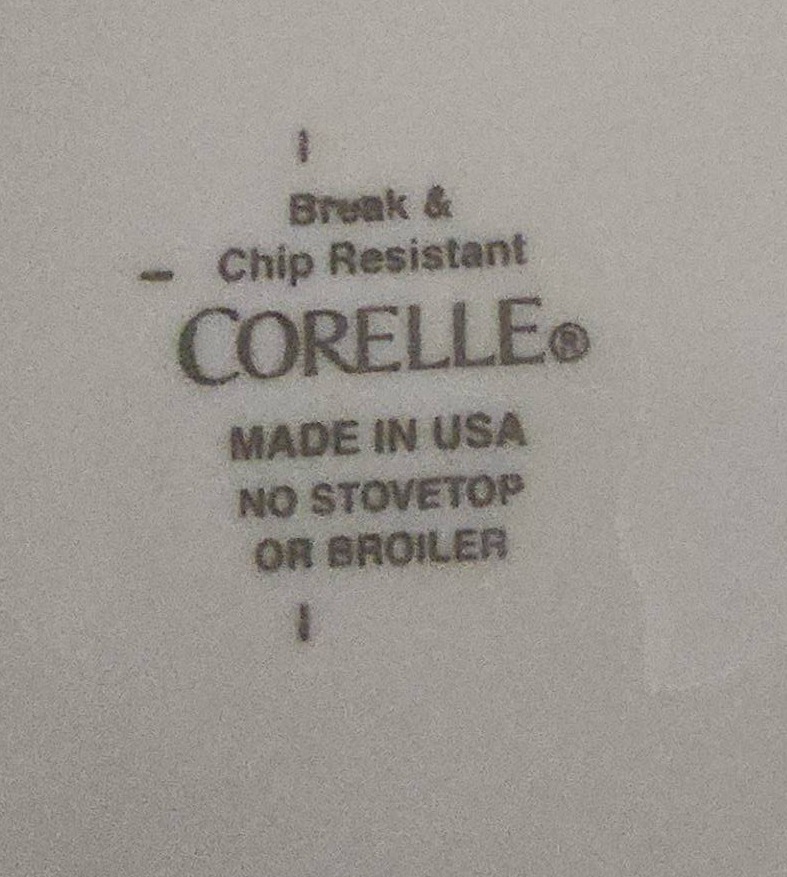 Break &
Chip Resistant
CORELLE®
MADE IN USA
NO STOVETOP
OR BROILER